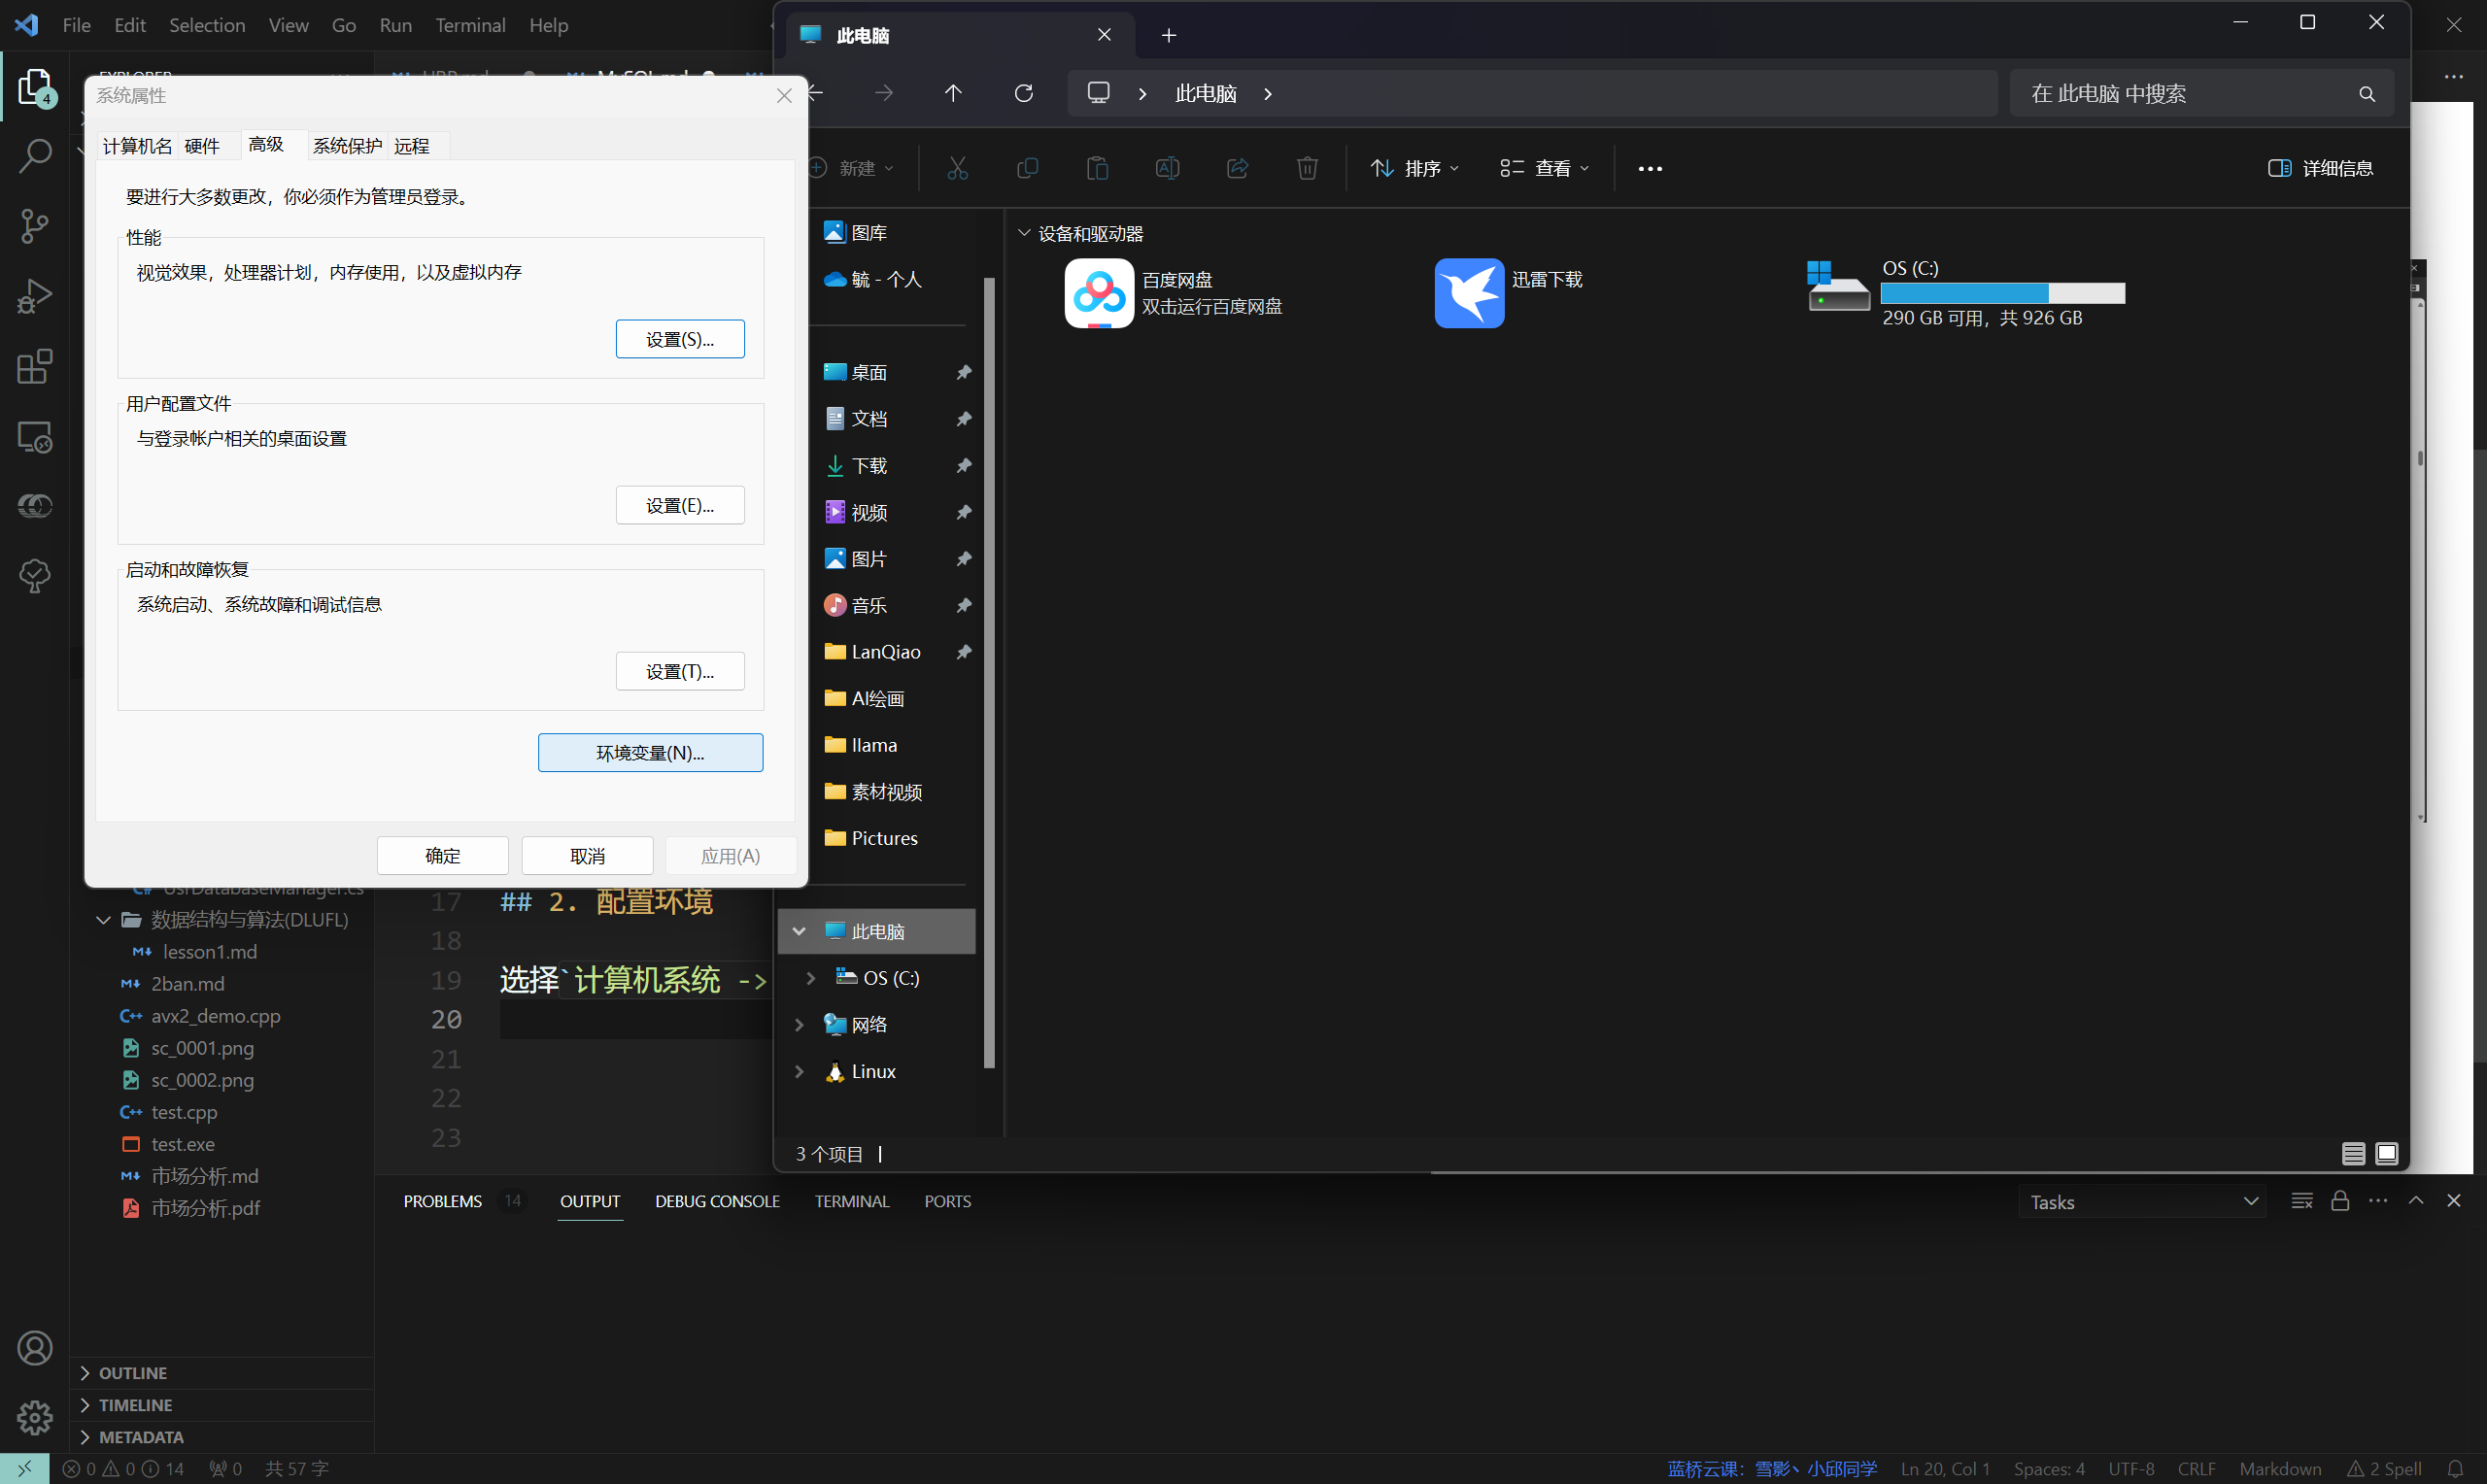 File Edit Selection View Go Run Terminal Help
此电脑
此电脑
在 此电脑 中搜索
新建
排序
查看
详细信息
4
系统属性
计算机名 硬件 高级 系统保护 远程
要进行大多数更改，你必须作为管理员登录。
性能
视觉效果，处理器计划，内存使用，以及虚拟内存
设置(S)...
用户配置文件
与登录帐户相关的桌面设置
设置(E)...
启动和故障恢复
系统启动、系统故障和调试信息
设置(T)...
环境变量(N)...
确定 取消 应用(A)
图库
毓 - 个人
桌面
文档
下载
视频
图片
音乐
LanQiao
AI绘画
llama
素材视频
Pictures
此电脑
OS (C:)
网络
Linux
3 个项目
设备和驱动器
百度网盘
双击运行百度网盘
迅雷下载
OS (C:)
290 GB 可用，共 926 GB
数据结构与算法(DLUFL)
lesson1.md
2ban.md
avx2_demo.cpp
sc_0001.png
sc_0002.png
test.cpp
test.exe
市场分析.md
市场分析.pdf
OUTLINE
TIMELINE
METADATA
17 ## 2. 配置环境
18
19 选择`计算机系统 ->
20
21
22
23
PROBLEMS 14 OUTPUT DEBUG CONSOLE TERMINAL PORTS
Tasks
0 0 14 0 共 57 字
蓝桥云课：雪影丶小邱同学 Ln 20, Col 1 Spaces: 4 UTF-8 CRLF Markdown 2 Spell